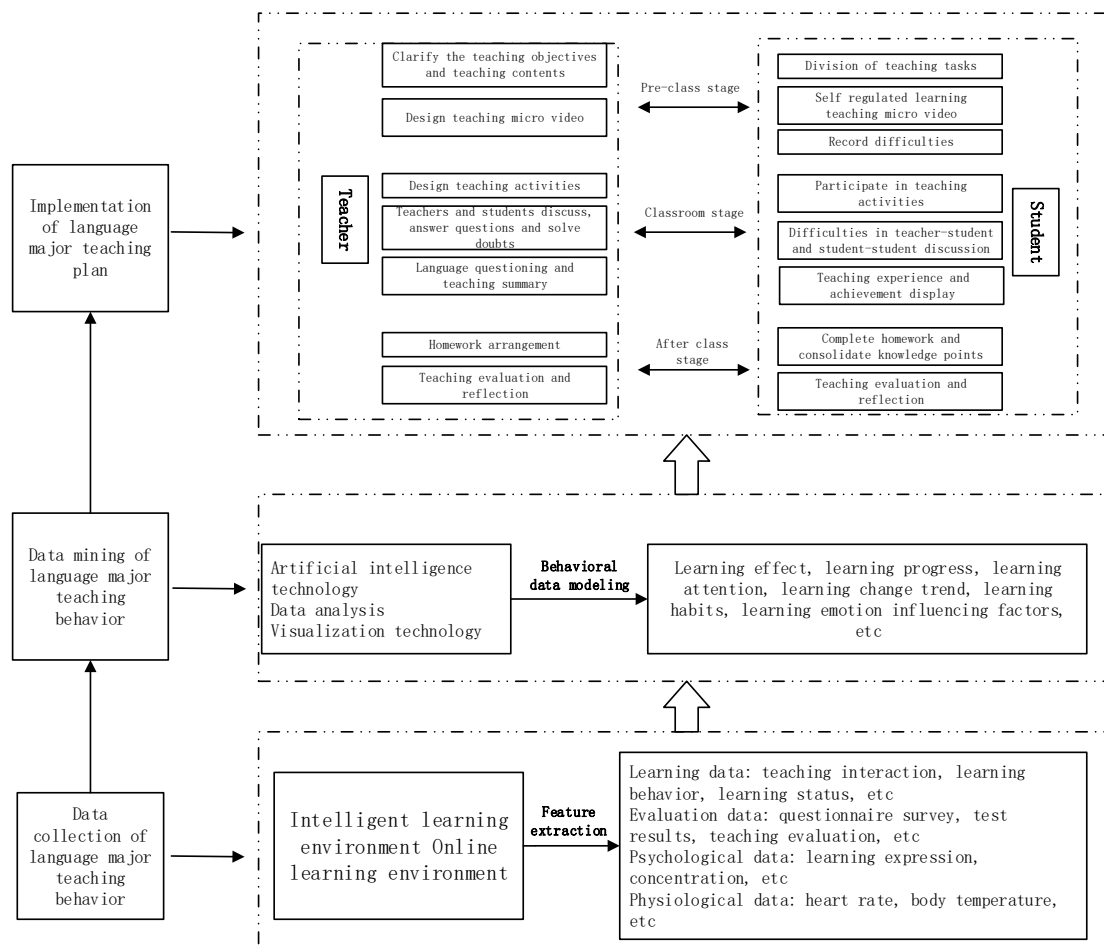 Clarify the teaching objectives
and teaching contents
Design teaching micro video
Pre-class stage
Division of teaching tasks
Self regulated learning
teaching micro video
Record difficulties
Implementation
of language
major teaching
plan
Teacher
Design teaching activities
Teachers and students discuss,
answer questions and solve
doubts
Language questioning and
teaching summary
Classroom stage
Participate in teaching
activities
Difficulties in teacher-student
and student-student discussion
Teaching experience and
achievement display
Student
Homework arrangement
Teaching evaluation and
reflection
After class
stage
Complete homework and
consolidate knowledge points
Teaching evaluation and
reflection
Data mining of
language major
teaching
behavior
Artificial intelligence
technology
Data analysis
Visualization technology
Behavioral
data modeling
Learning effect, learning progress, learning
attention, learning change trend, learning
habits, learning emotion influencing factors,
etc
Data
collection of
language major
teaching
behavior
Intelligent learning
environment Online
learning environment
Feature
extraction
Learning data: teaching interaction, learning
behavior, learning status, etc
Evaluation data: questionnaire survey, test
results, teaching evaluation, etc
Psychological data: learning expression,
concentration, etc
Physiological data: heart rate, body temperature,
etc